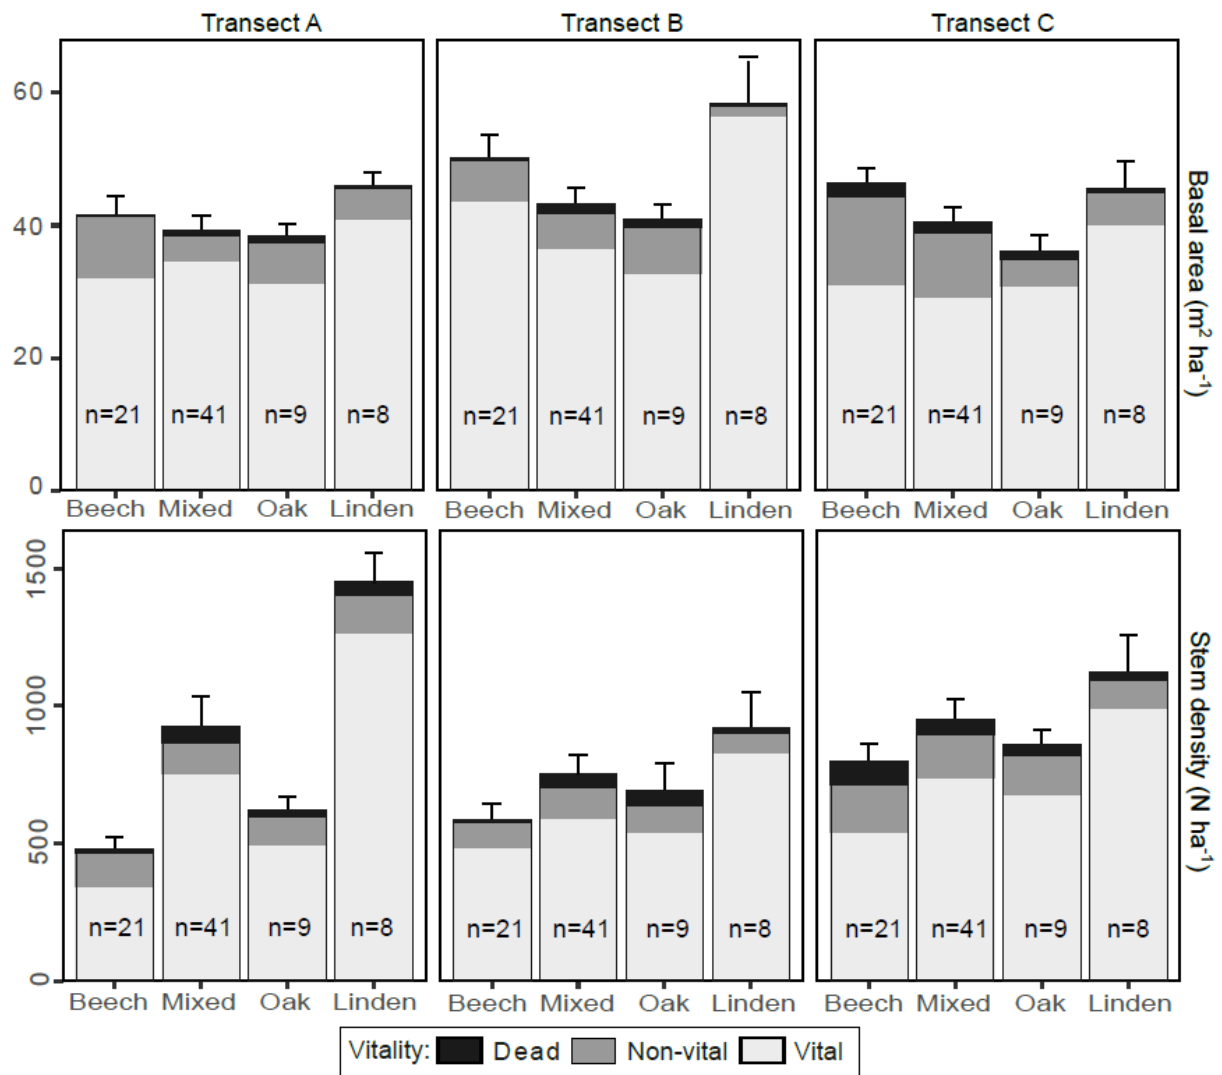 Transect A Transect B Transect C
60
40
20
0
n=21 n=41 n=9 n=8
n=21 n=41 n=9 n=8
n=21 n=41 n=9 n=8
Basal area (m² ha⁻¹)
Beech Mixed Oak Linden
Beech Mixed Oak Linden
Beech Mixed Oak Linden
1500
1000
500
0
n=21 n=41 n=9 n=8
n=21 n=41 n=9 n=8
n=21 n=41 n=9 n=8
Stem density (N ha⁻¹)
Beech Mixed Oak Linden
Beech Mixed Oak Linden
Beech Mixed Oak Linden
Vitality: Dead Non-vital Vital